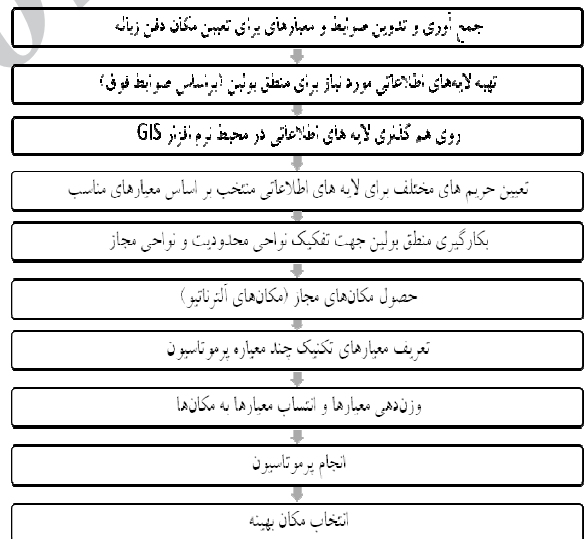 جمع آوری و تدوین ضوابط و معیارهای برای تعیین مکان دفن زباله
تهیه لایه‌های اطلاعاتی مورد نیاز برای منطق بولین (براساس ضوابط فوق)
روی هم گذاری لایه های اطلاعاتی در محیط نرم افزار GIS
تعیین حریم های مختلف برای لایه های اطلاعاتی منتخب بر اساس معیارهای مناسب
بکارگیری منطق بولین جهت تفکیک نواحی محدودیت و نواحی مجاز
حصول مکان‌های مجاز (مکان‌های آلترناتیو)
تعریف معیارهای تکنیک چند معیاره پرموتاسیون
وزن‌دهی معیارها و انتساب معیارها به مکان‌ها
انجام پرموتاسیون
انتخاب مکان بهینه